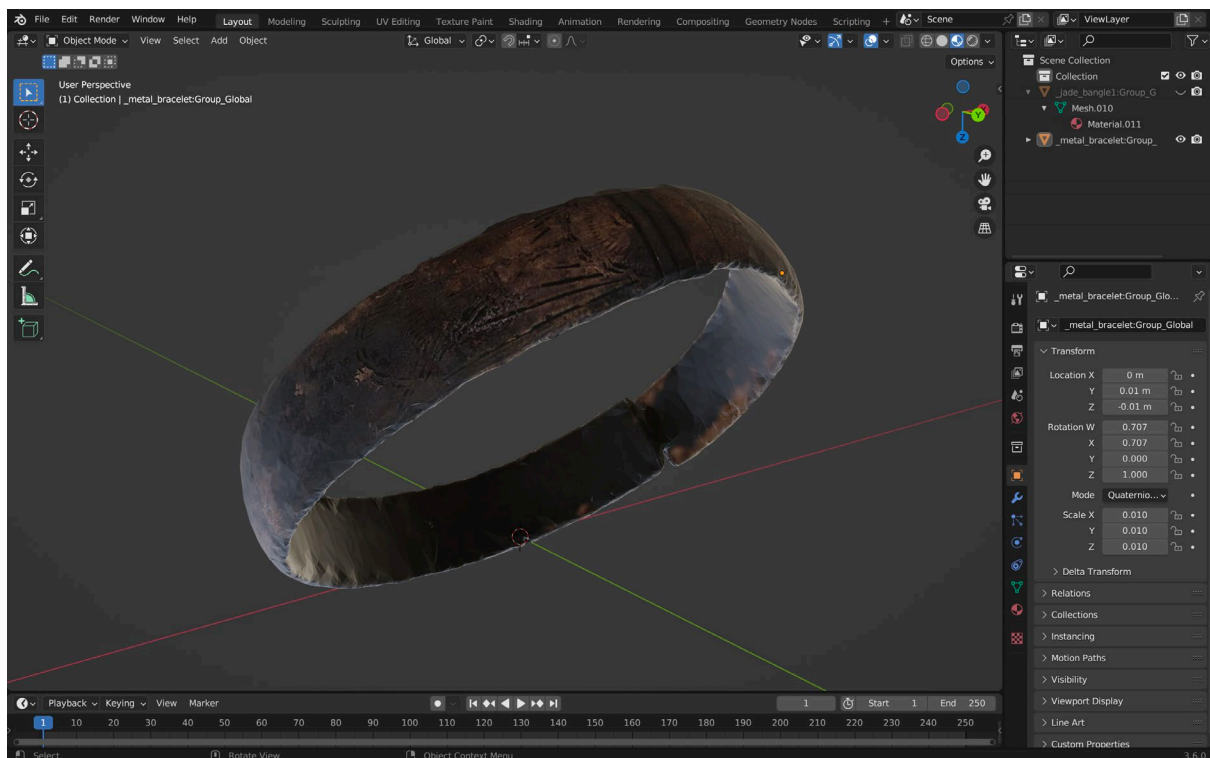 File Edit Render Window Help Layout Modeling Sculpting UV Editing Texture Paint Shading Animation Rendering Compositing Geometry Nodes Scripting + Scene ViewLayer
Object Mode View Select Add Object Global
Options
User Perspective
(1) Collection | _metal_bracelet:Group_Global
Y
Z
Scene Collection
Collection
_jade_bangle1:Group_G
Mesh.010
Material.011
_metal_bracelet:Group_
_metal_bracelet:Group_Glo...
_metal_bracelet:Group_Global
Transform
Location X 0 m
Y 0.01 m
Z -0.01 m
Rotation W 0.707
X 0.707
Y 0.000
Z 1.000
Mode Quaternio...
Scale X 0.010
Y 0.010
Z 0.010
Delta Transform
Relations
Collections
Instancing
Motion Paths
Visibility
Viewport Display
Line Art
Custom Properties
Playback Keying View Marker 1 Start 1 End 250
1 10 20 30 40 50 60 70 80 90 100 110 120 130 140 150 160 170 180 190 200 210 220 230 240 250
Select Rotate View Object Context Menu 3.6.0